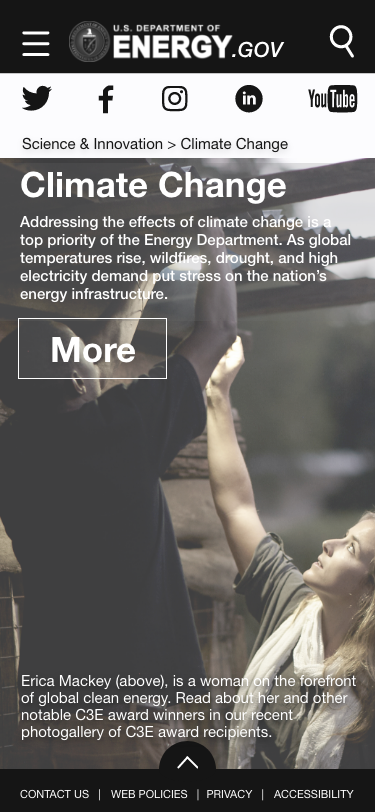 U.S. DEPARTMENT OF
ENERGY.GOV
in
YouTube
Science & Innovation > Climate Change
Climate Change
Addressing the effects of climate change is a
top priority of the Energy Department. As global
temperatures rise, wildfires, drought, and high
electricity demand put stress on the nation's
energy infrastructure.
More
Erica Mackey (above), is a woman on the forefront
of global clean energy. Read about her and other
notable C3E award winners in our recent
photogallery of C3E award recipients.
CONTACT US | WEB POLICIES | PRIVACY | ACCESSIBILITY